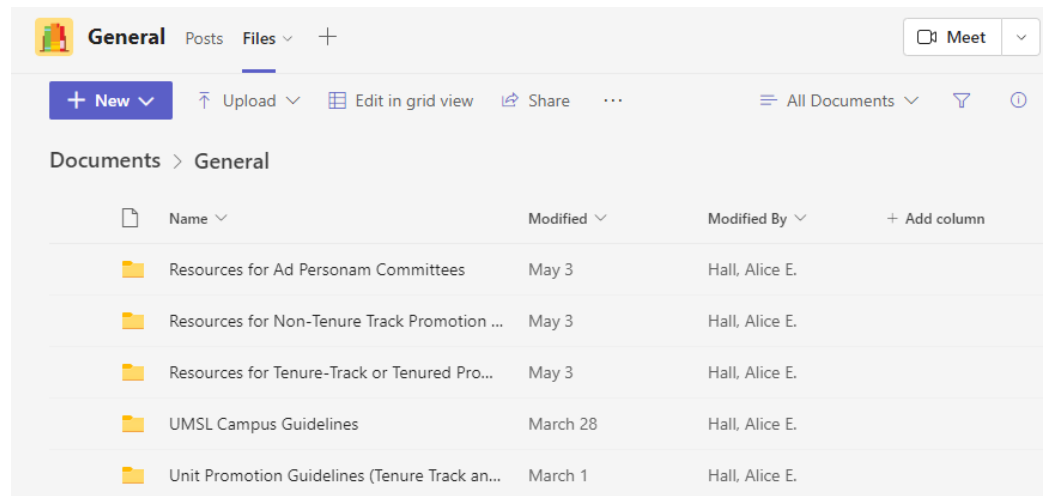 General Posts Files + Meet
+ New Upload Edit in grid view Share ... All Documents
Documents > General
Name Modified Modified By + Add column
Resources for Ad Personam Committees May 3 Hall, Alice E.
Resources for Non-Tenure Track Promotion ... May 3 Hall, Alice E.
Resources for Tenure-Track or Tenured Pro... May 3 Hall, Alice E.
UMSL Campus Guidelines March 28 Hall, Alice E.
Unit Promotion Guidelines (Tenure Track an... March 1 Hall, Alice E.